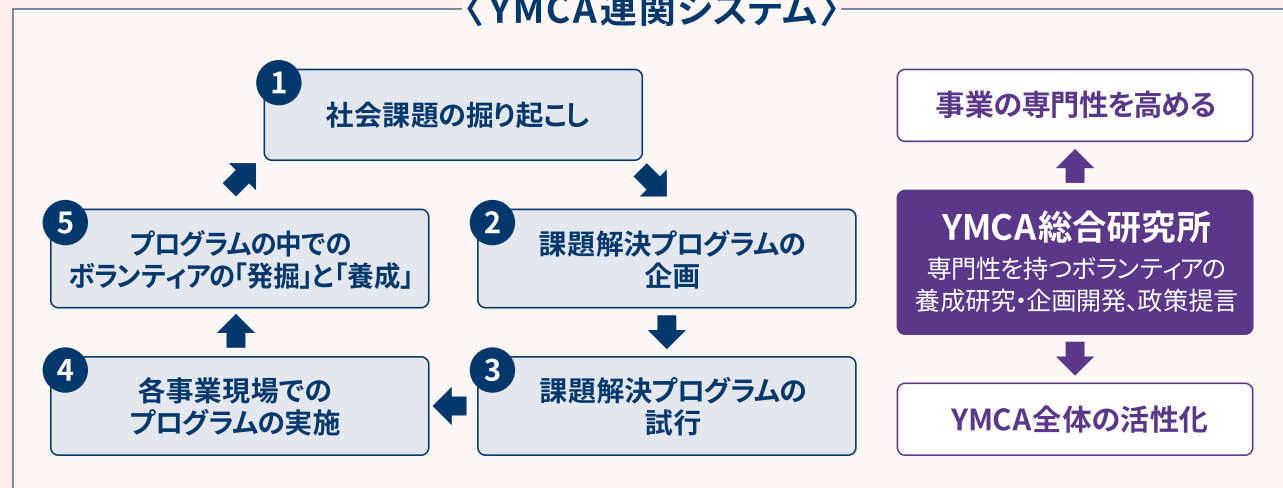 〈YMCA連関システム〉
1
社会課題の掘り起こし
2
課題解決プログラムの
企画
3
課題解決プログラムの
試行
4
各事業現場での
プログラムの実施
5
プログラムの中での
ボランティアの「発掘」と「養成」
事業の専門性を高める
YMCA総合研究所
専門性を持つボランティアの
養成研究・企画開発、政策提言
YMCA全体の活性化